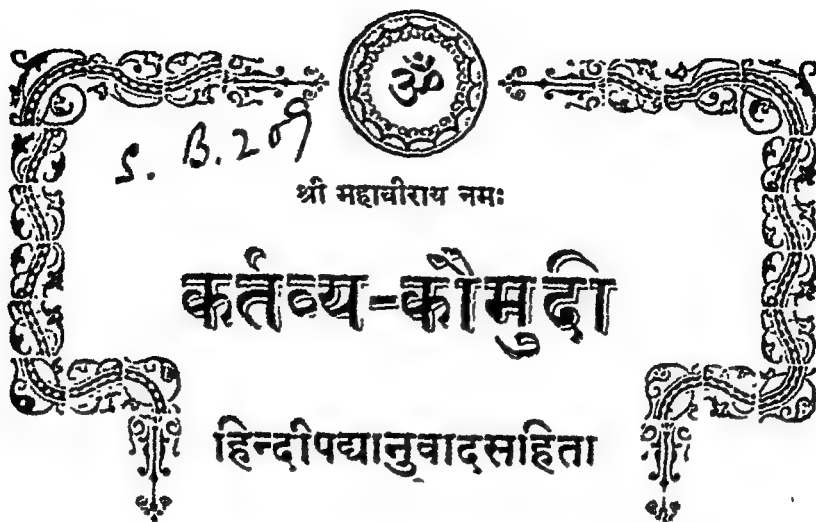 ॐ
S. B. 209
श्री महावीराय नमः
कर्तव्य-कौमुदी
हिन्दीपद्यानुवादसहिता